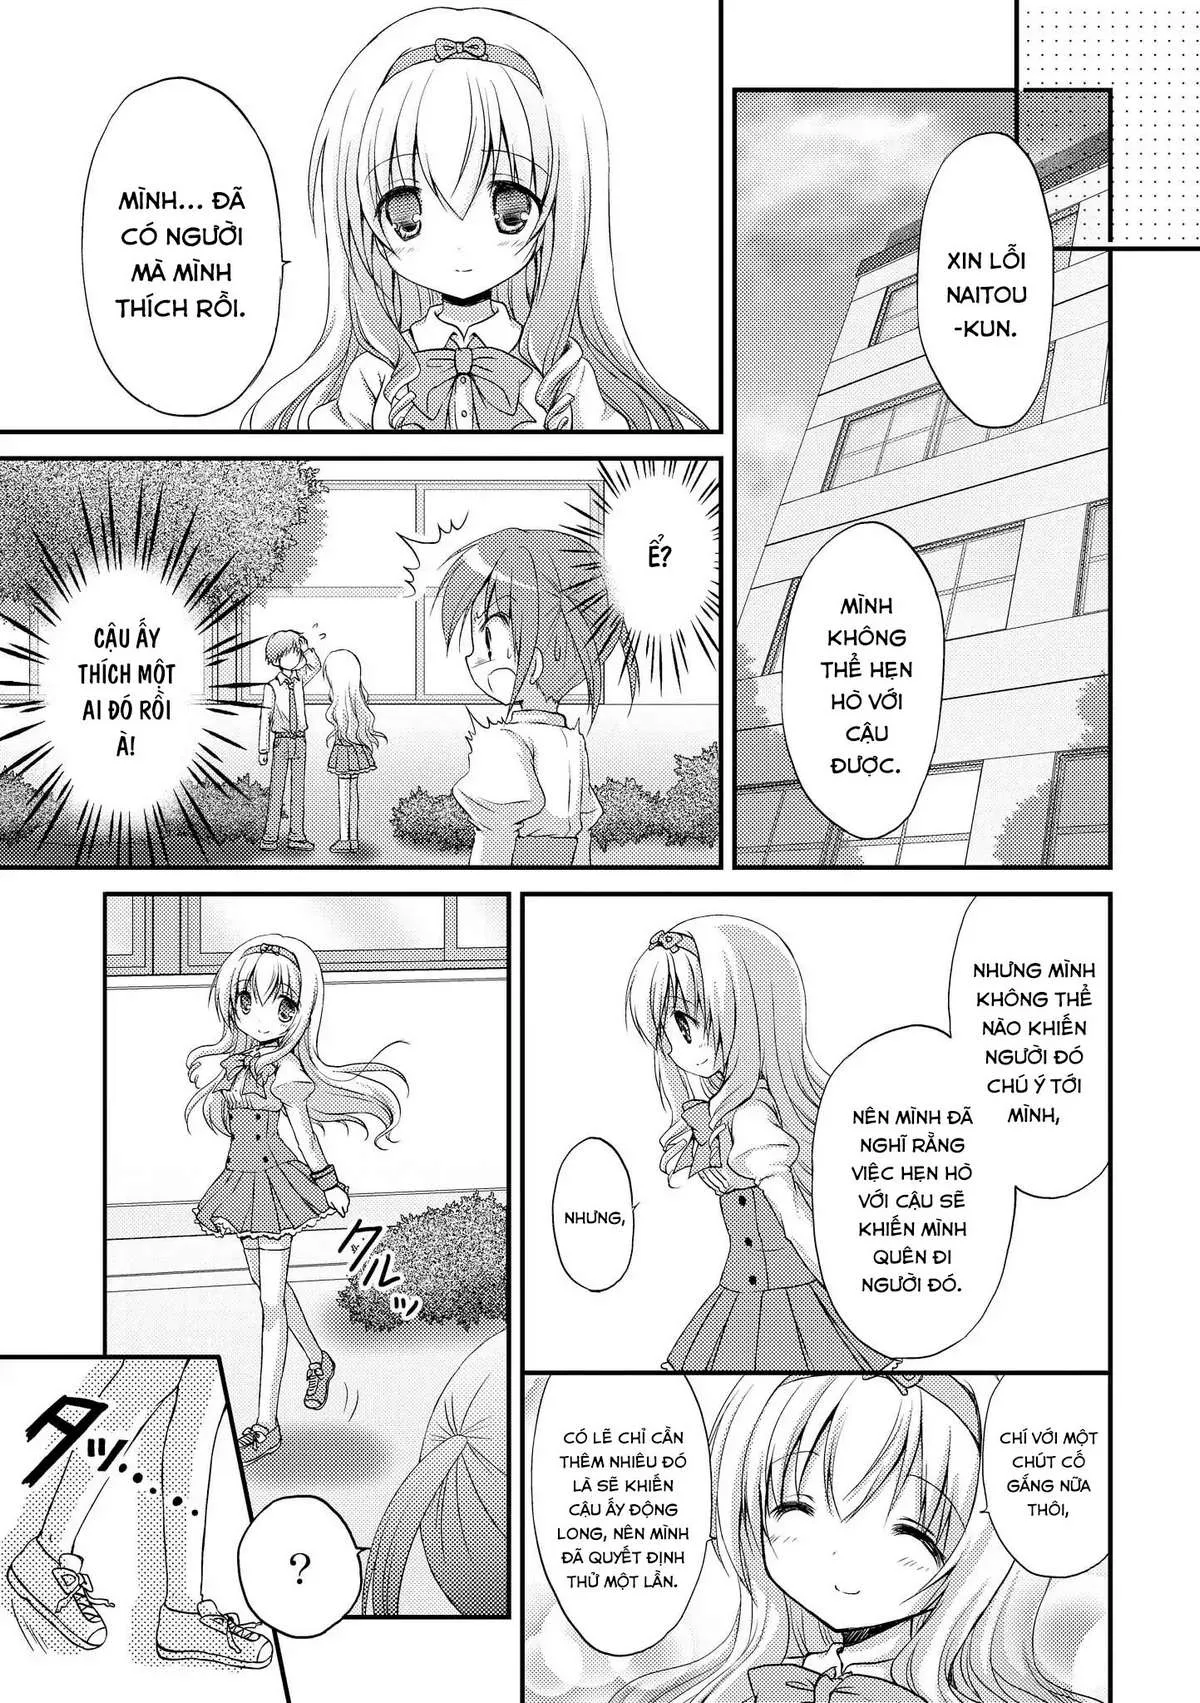 XIN LỖI
NAITOU
-KUN.
MÌNH
KHÔNG
THỂ HẸN
HÒ VỚI
CẬU
ĐƯỢC.
MÌNH... ĐÃ
CÓ NGƯỜI
MÀ MÌNH
THÍCH RỒI.
Ể?
CẬU ẤY
THÍCH MỘT
AI ĐÓ RỒI
À!
NHƯNG MÌNH
KHÔNG THỂ
NÀO KHIẾN
NGƯỜI ĐÓ
CHÚ Ý TỚI
MÌNH,
NÊN MÌNH ĐÃ
NGHĨ RẰNG
VIỆC HẸN HÒ
VỚI CẬU SẼ
KHIẾN MÌNH
QUÊN ĐI
NGƯỜI ĐÓ.
NHƯNG,
CHỈ VỚI MỘT
CHÚT CỐ
GẮNG NỮA
THÔI,
CÓ LẼ CHỈ CẦN
THÊM NHIÊU ĐÓ
LÀ SẼ KHIẾN
CẬU ẤY ĐỘNG
LONG, NÊN MÌNH
ĐÃ QUYẾT ĐỊNH
THỬ MỘT LẦN.
クルッ
?
タッ...